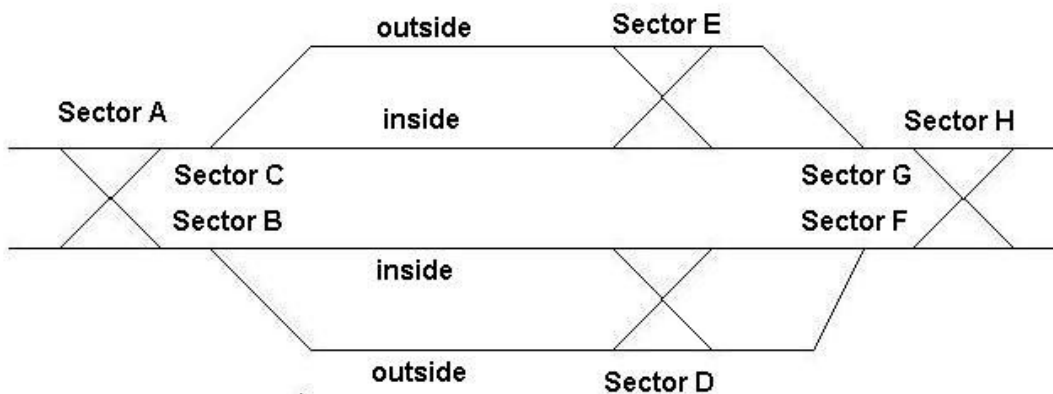 outside
Sector E
Sector A
inside
Sector H
Sector C
Sector G
Sector B
Sector F
inside
outside
Sector D